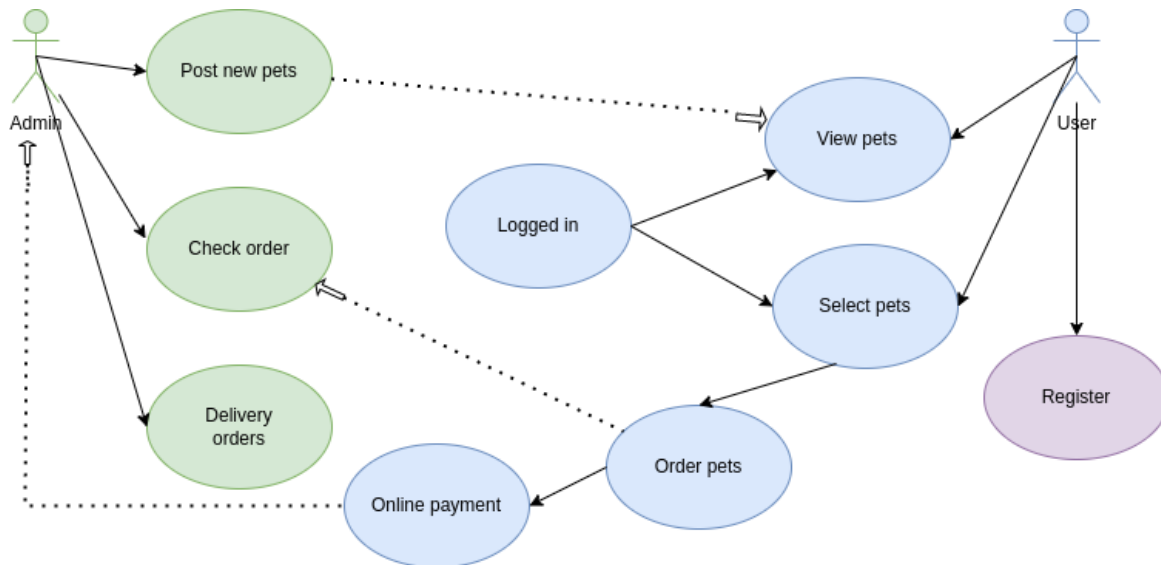 Post new pets
Admin
User
View pets
Logged in
Check order
Select pets
Register
Delivery
orders
Order pets
Online payment